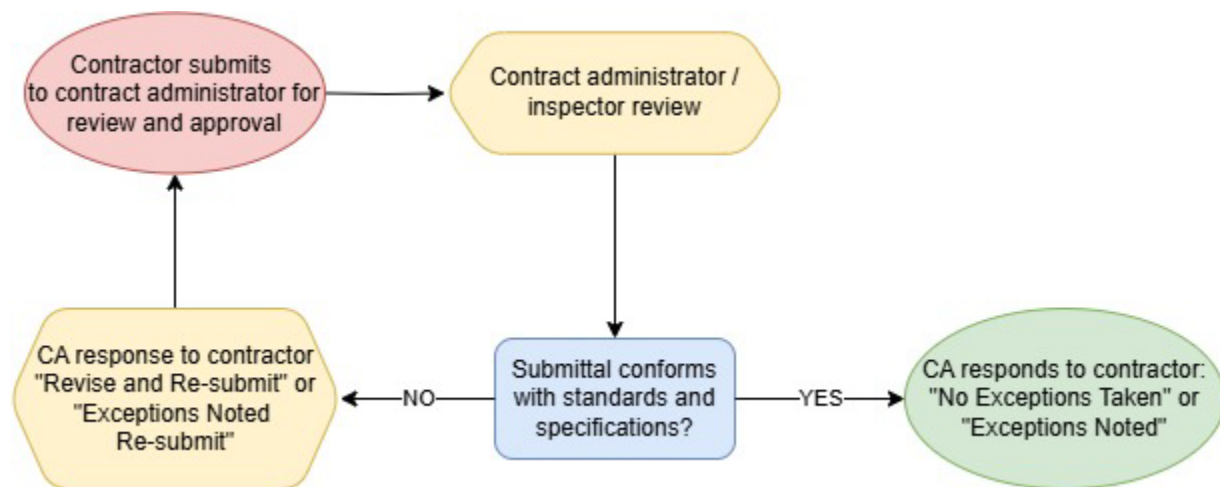 Contractor submits
to contract administrator for
review and approval
Contract administrator /
inspector review
CA response to contractor
"Revise and Re-submit" or
"Exceptions Noted
Re-submit"
NO
Submittal conforms
with standards and
specifications?
YES
CA responds to contractor:
"No Exceptions Taken" or
"Exceptions Noted"